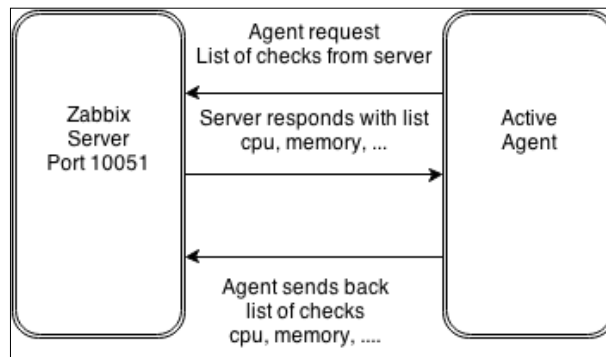 Agent request
List of checks from server
Zabbix
Server
Port 10051
Server responds with list
cpu, memory, ...
Active
Agent
Agent sends back
list of checks
cpu, memory, ....